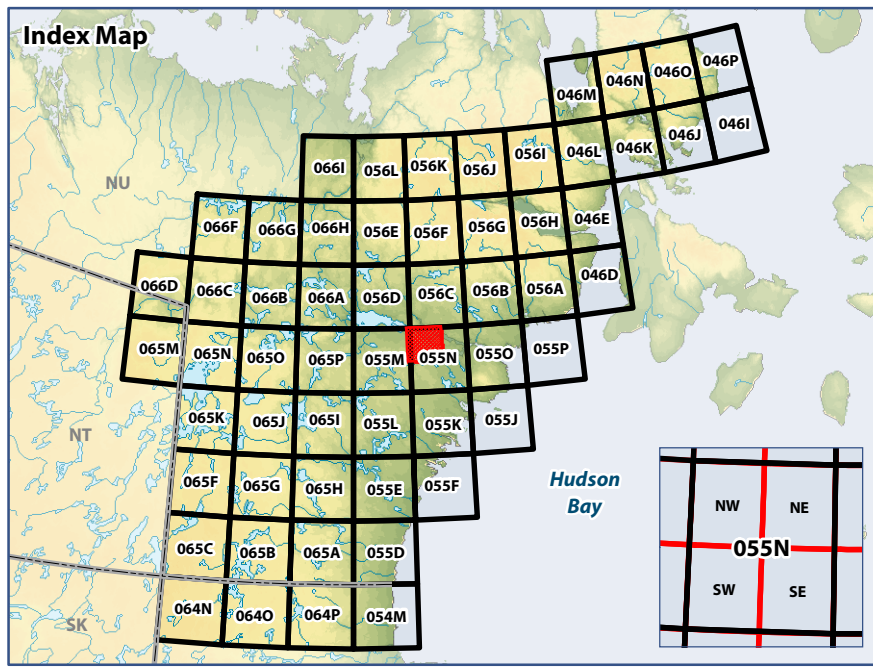 Index Map
046P
046O
046N
046M
046I
046J
046K
046L
056I
056J
056K
056L
066I
NU
046E
056H
056G
056F
056E
066H
066G
066F
046D
056A
056B
056C
056D
066A
066B
066C
066D
055P
055O
055N
055M
065P
065O
065N
065M
055J
055K
055L
065I
065J
065K
NT
055F
055E
065H
065G
065F
Hudson
Bay
055D
065A
065B
065C
054M
064P
064O
064N
SK
NW
NE
055N
SW
SE